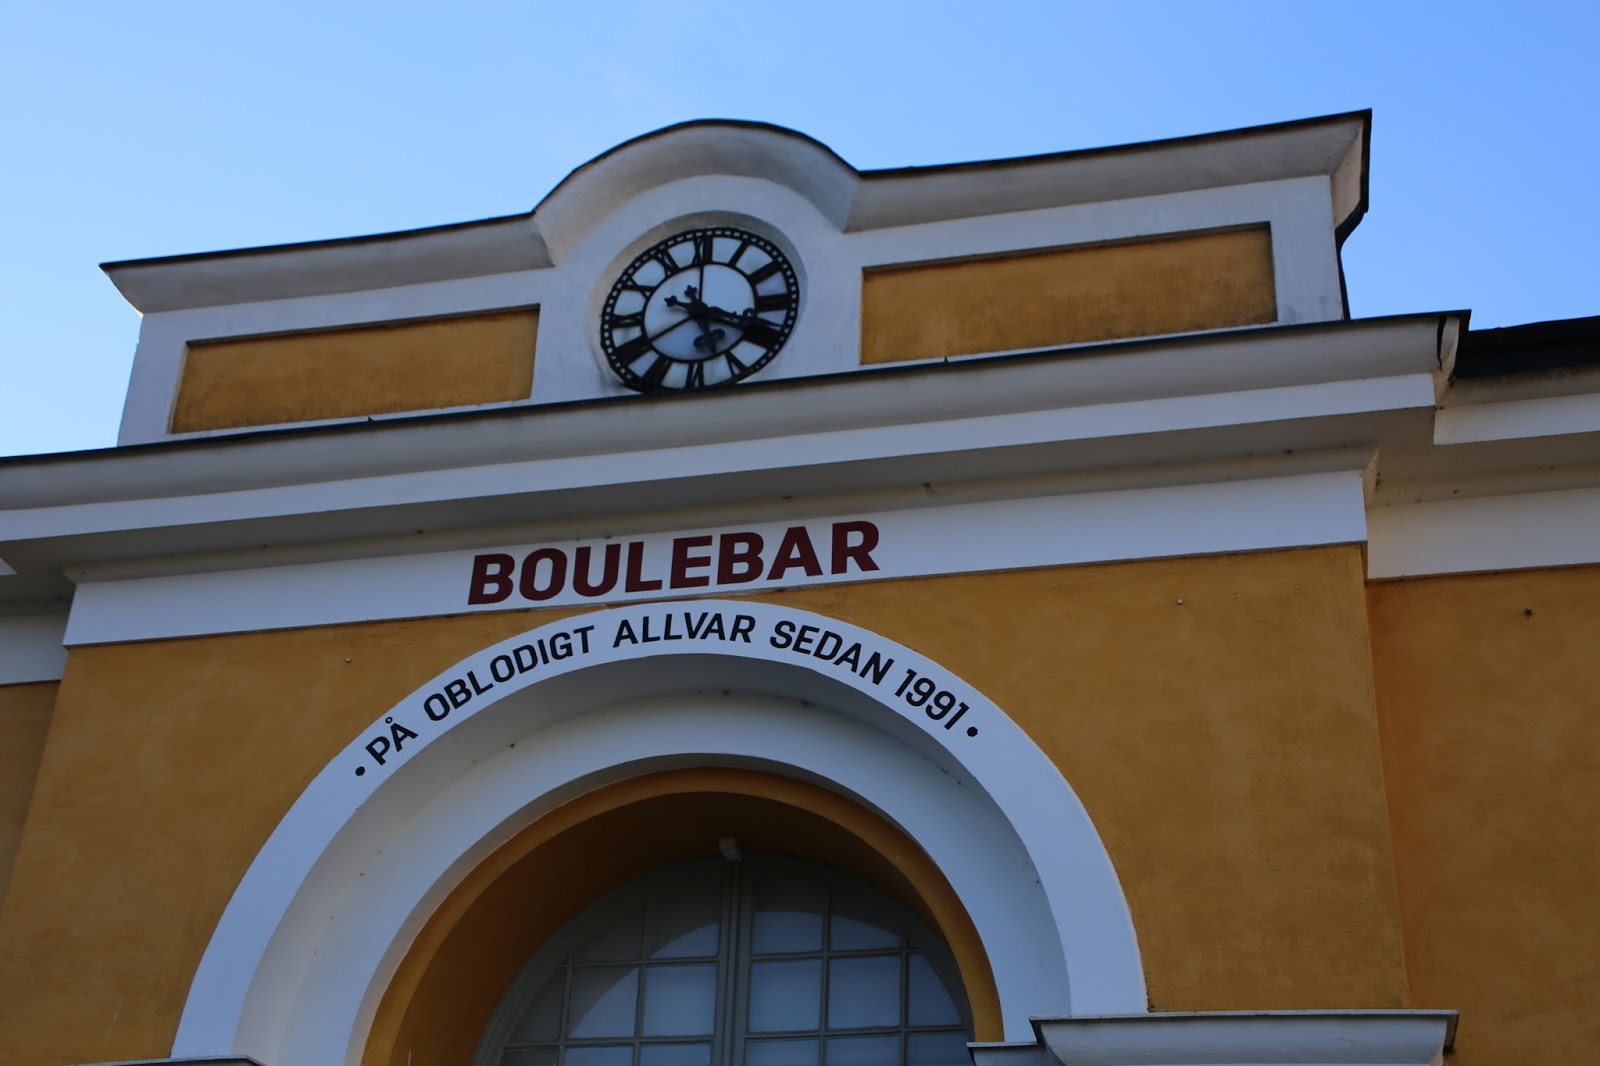 BOULEBAR
• PÅ OBLODIGT ALLVAR SEDAN 1991 •